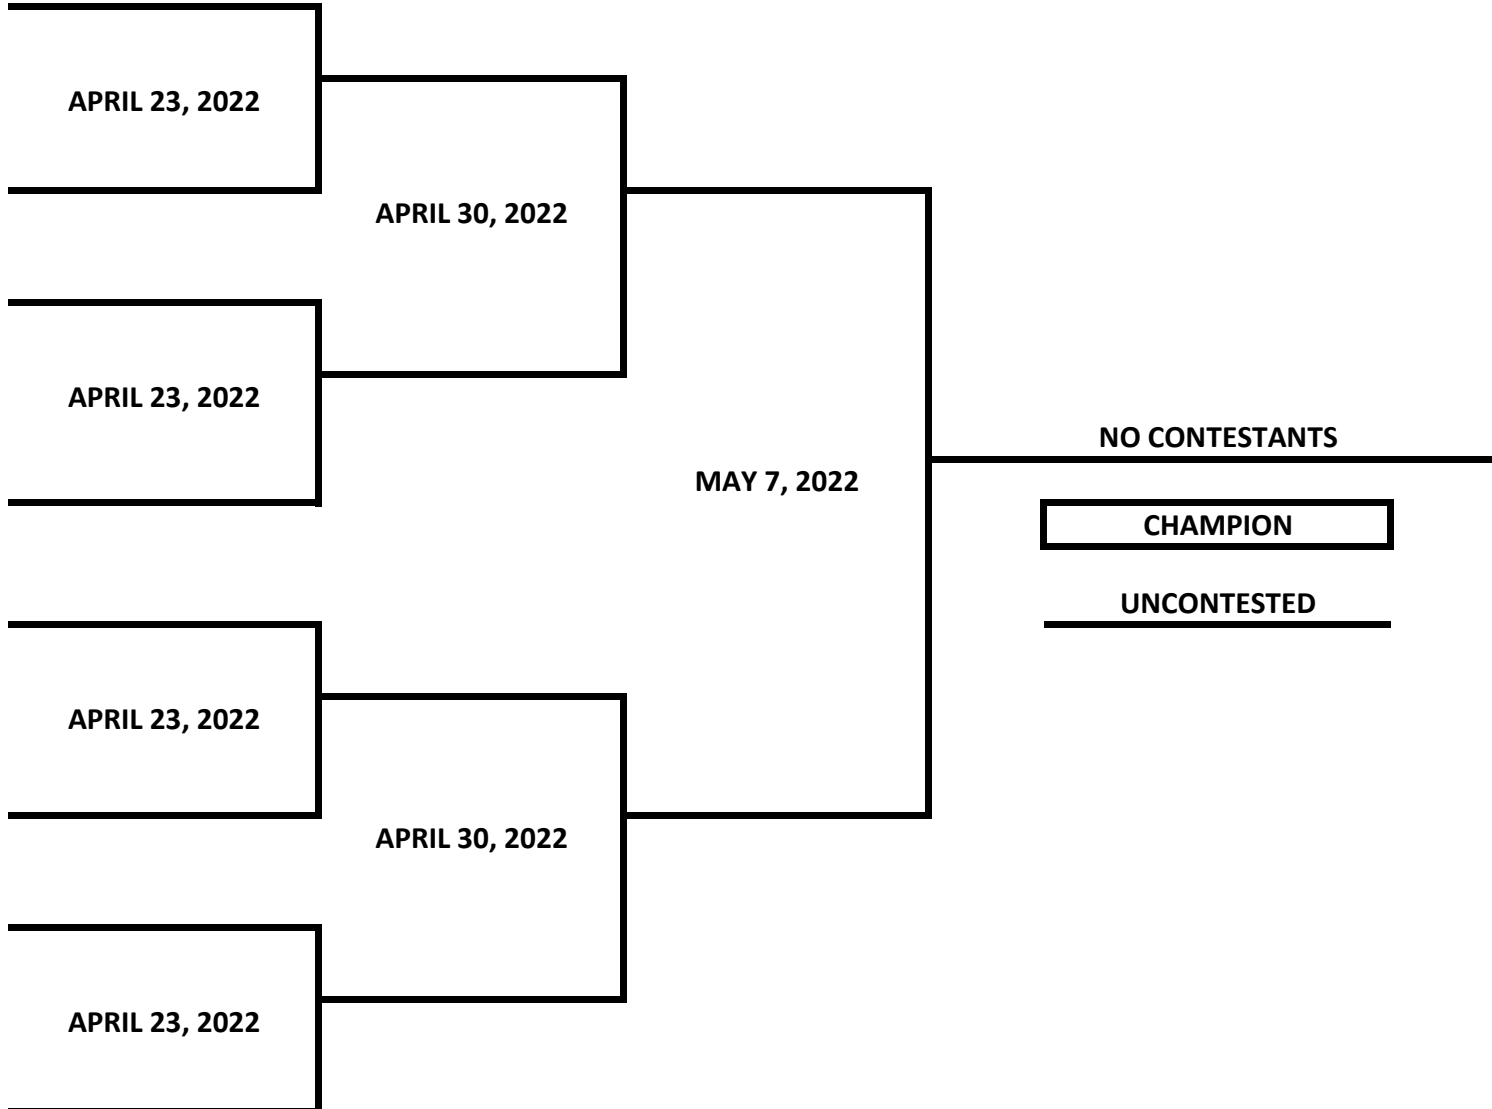 APRIL 23, 2022
APRIL 30, 2022
APRIL 23, 2022
NO CONTESTANTS
MAY 7, 2022
CHAMPION
UNCONTESTED
APRIL 23, 2022
APRIL 30, 2022
APRIL 23, 2022